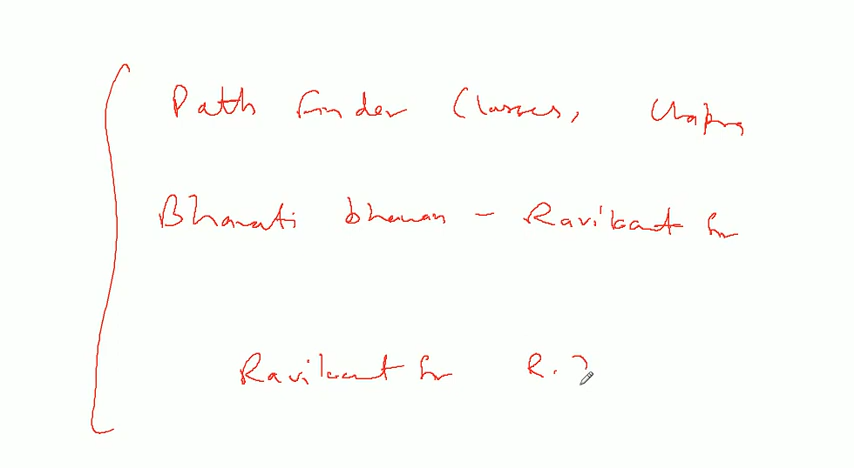 Path Finder Classes, Chapra
Bharati bhawan - Ravikant Sir
Ravikant Sir R.